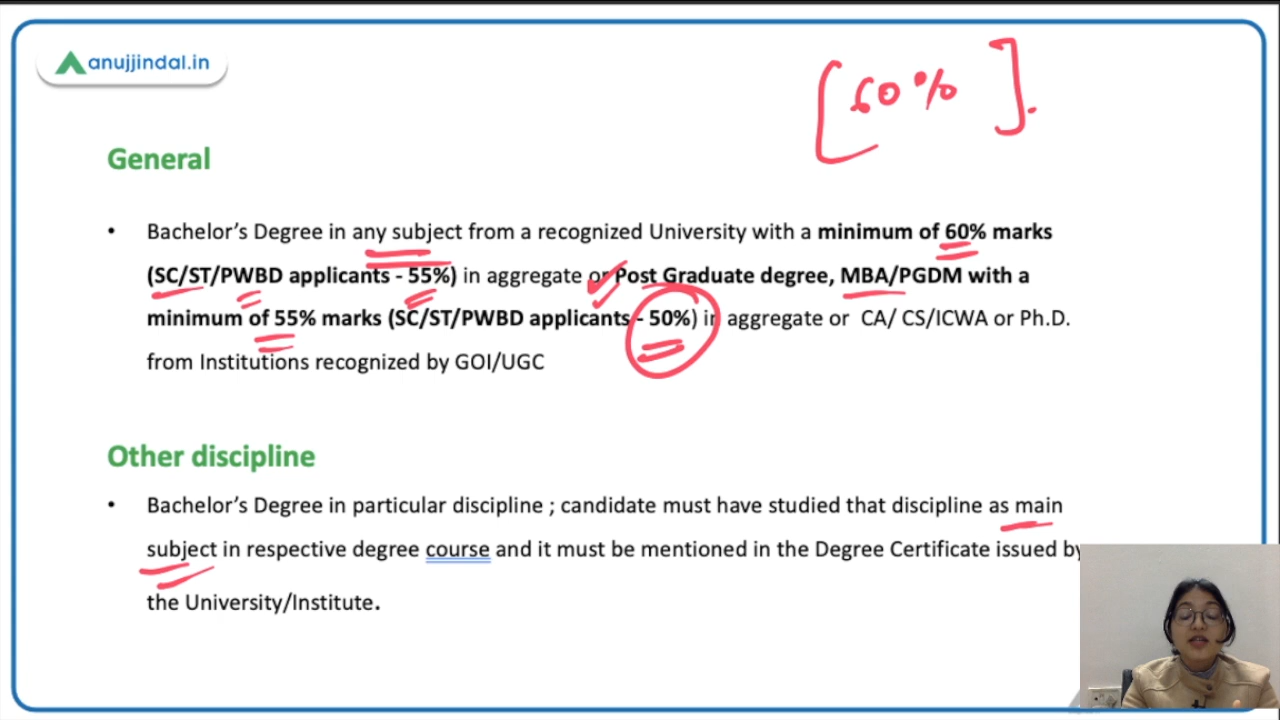 anujjindal.in
[60%].
General
• Bachelor's Degree in any subject from a recognized University with a minimum of 60% marks
(SC/ST/PWBD applicants - 55%) in aggregate or Post Graduate degree, MBA/PGDM with a
minimum of 55% marks (SC/ST/PWBD applicants - 50%) in aggregate or CA/ CS/ICWA or Ph.D.
from Institutions recognized by GOI/UGC
Other discipline
• Bachelor's Degree in particular discipline ; candidate must have studied that discipline as main
subject in respective degree course and it must be mentioned in the Degree Certificate issued by
the University/Institute.